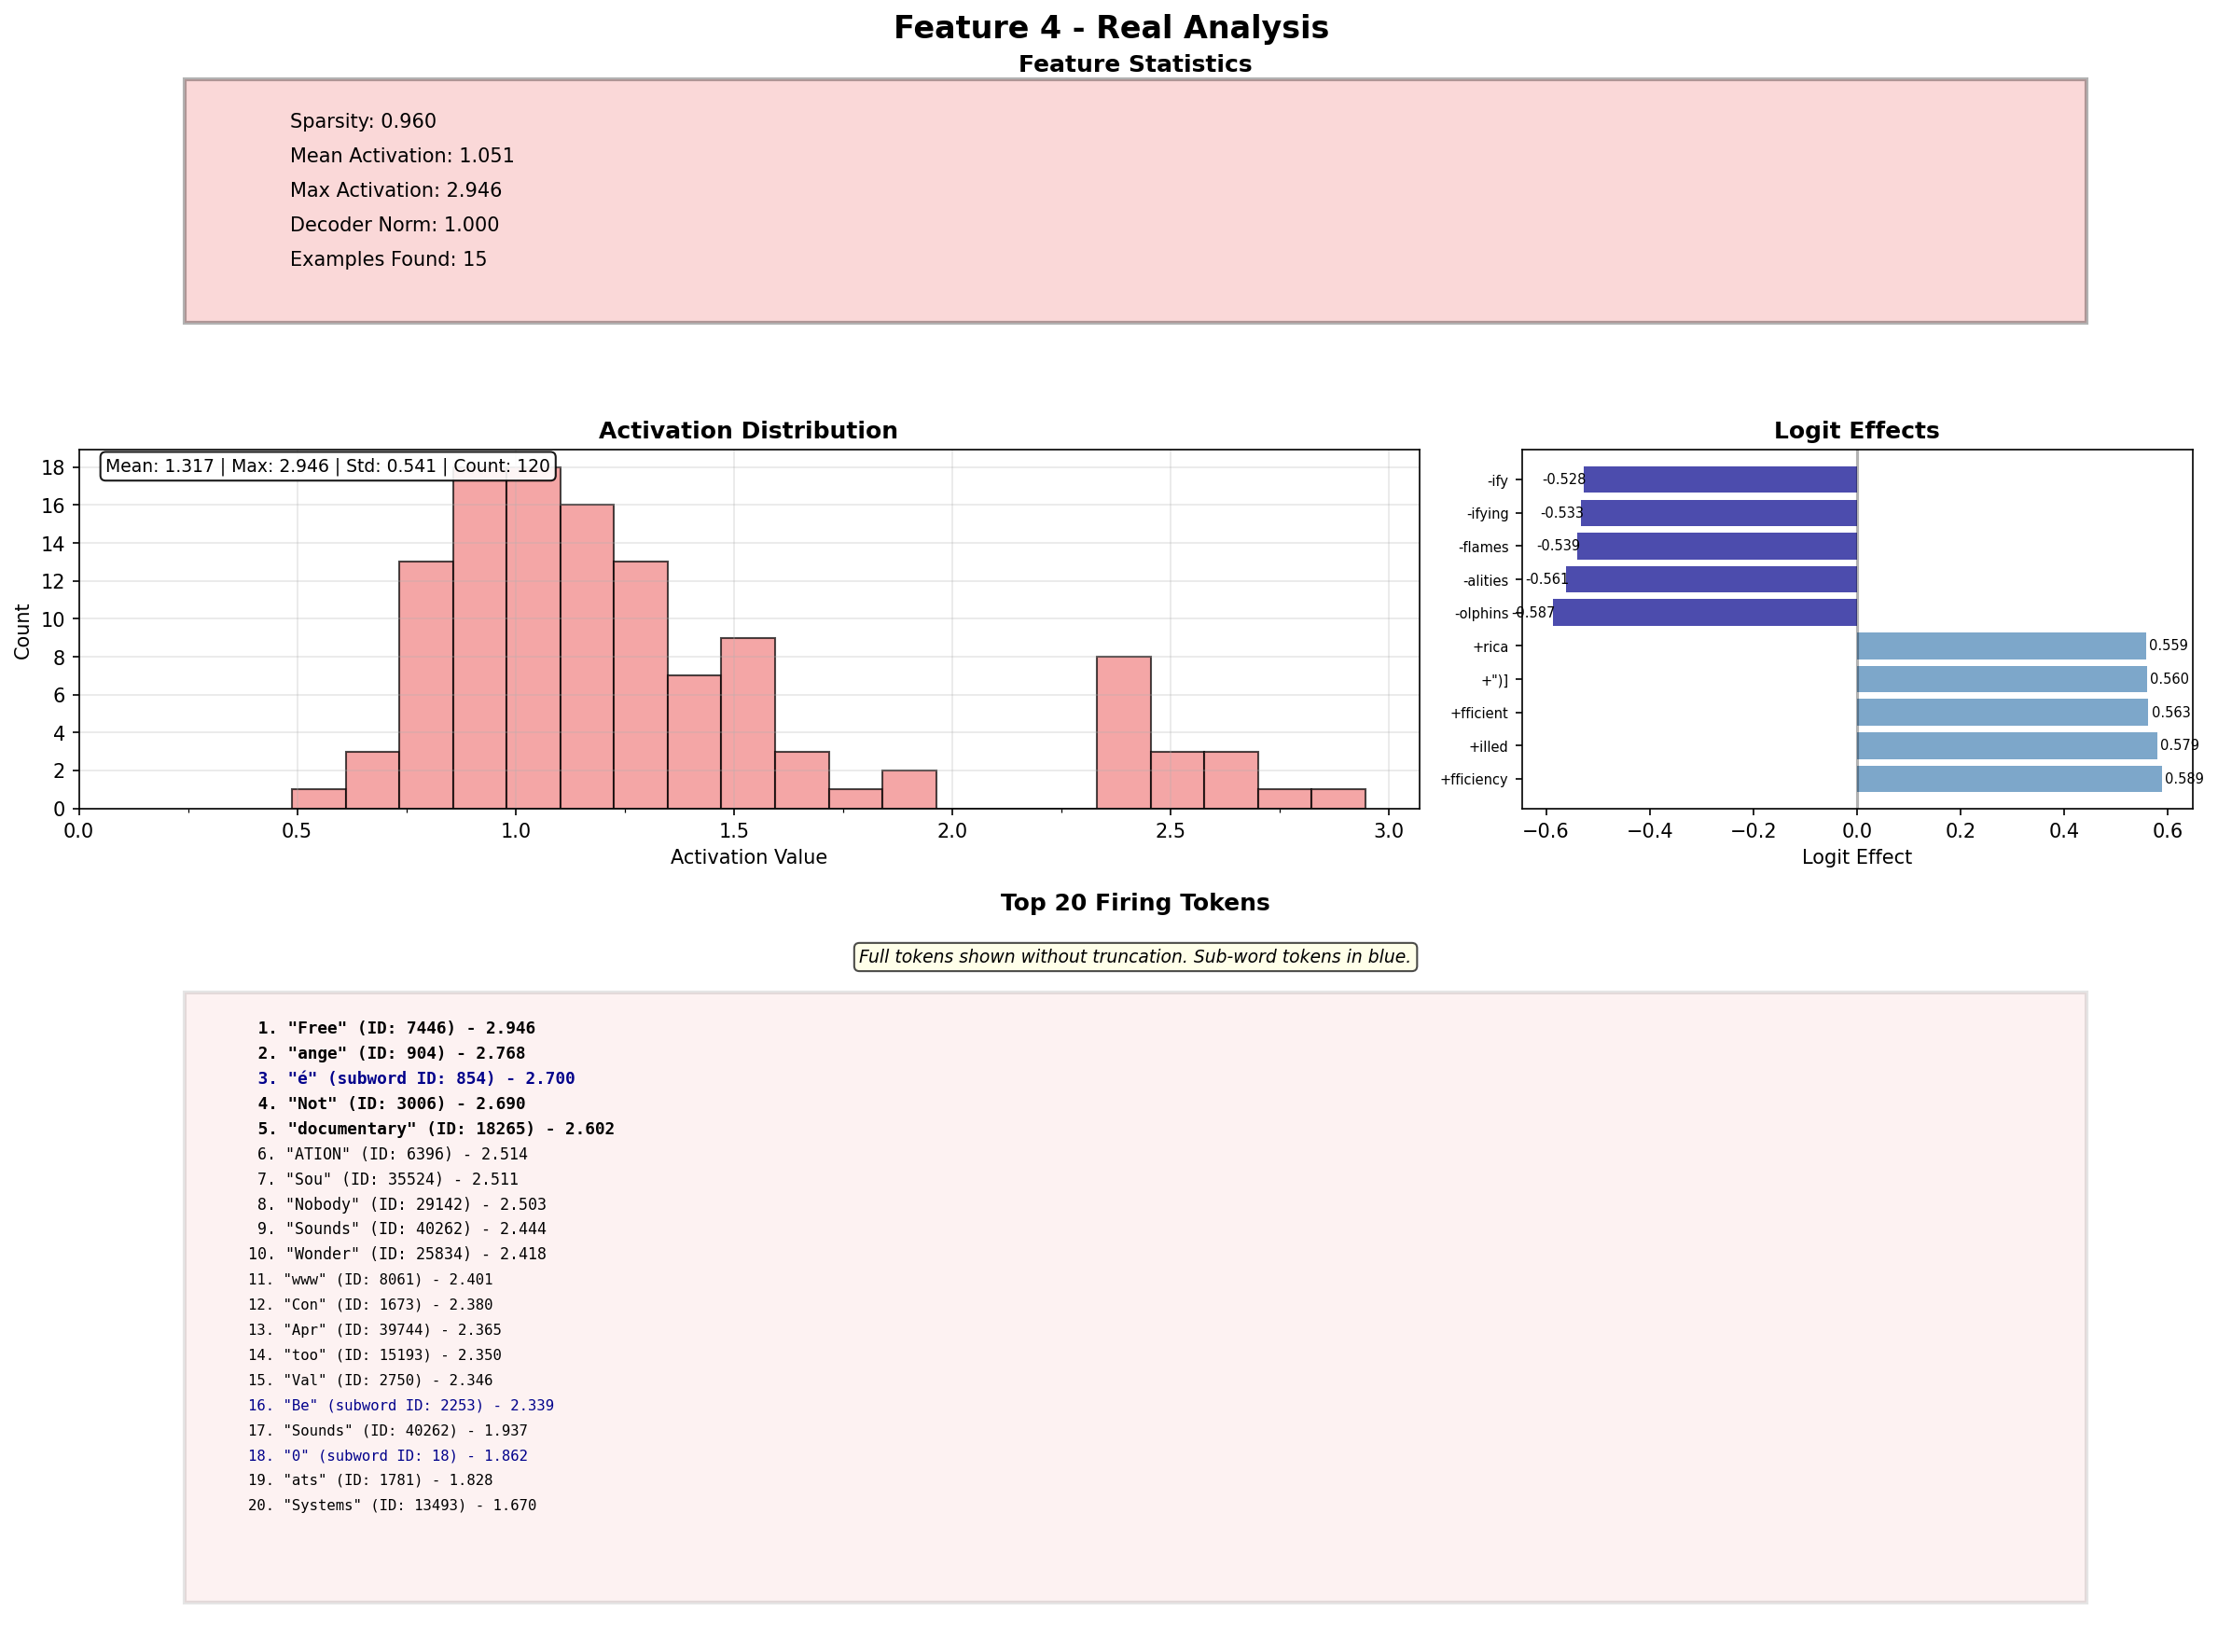 Feature 4 - Real Analysis
Feature Statistics
Sparsity: 0.960
Mean Activation: 1.051
Max Activation: 2.946
Decoder Norm: 1.000
Examples Found: 15
Activation Distribution
Mean: 1.317 | Max: 2.946 | Std: 0.541 | Count: 120
Count
18
16
14
12
10
8
6
4
2
0
0.0 0.5 1.0 1.5 2.0 2.5 3.0
Activation Value
Logit Effects
-ify -0.528
-ifying -0.533
-flames -0.539
-alities -0.561
-olphins -0.587
+rica 0.559
+")] 0.560
+fficient 0.563
+illed 0.579
+fficiency 0.589
−0.6 −0.4 −0.2 0.0 0.2 0.4 0.6
Logit Effect
Top 20 Firing Tokens
Full tokens shown without truncation. Sub-word tokens in blue.
1. "Free" (ID: 7446) - 2.946
2. "ange" (ID: 904) - 2.768
3. "é" (subword ID: 854) - 2.700
4. "Not" (ID: 3006) - 2.690
5. "documentary" (ID: 18265) - 2.602
6. "ATION" (ID: 6396) - 2.514
7. "Sou" (ID: 35524) - 2.511
8. "Nobody" (ID: 29142) - 2.503
9. "Sounds" (ID: 40262) - 2.444
10. "Wonder" (ID: 25834) - 2.418
11. "www" (ID: 8061) - 2.401
12. "Con" (ID: 1673) - 2.380
13. "Apr" (ID: 39744) - 2.365
14. "too" (ID: 15193) - 2.350
15. "Val" (ID: 2750) - 2.346
16. "Be" (subword ID: 2253) - 2.339
17. "Sounds" (ID: 40262) - 1.937
18. "0" (subword ID: 18) - 1.862
19. "ats" (ID: 1781) - 1.828
20. "Systems" (ID: 13493) - 1.670